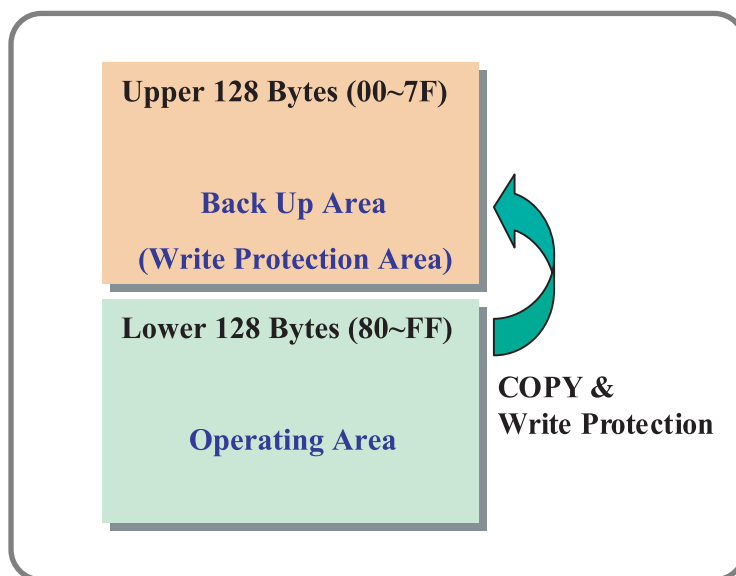 Upper 128 Bytes (00~7F)
Back Up Area
(Write Protection Area)
Lower 128 Bytes (80~FF)
Operating Area
COPY &
Write Protection